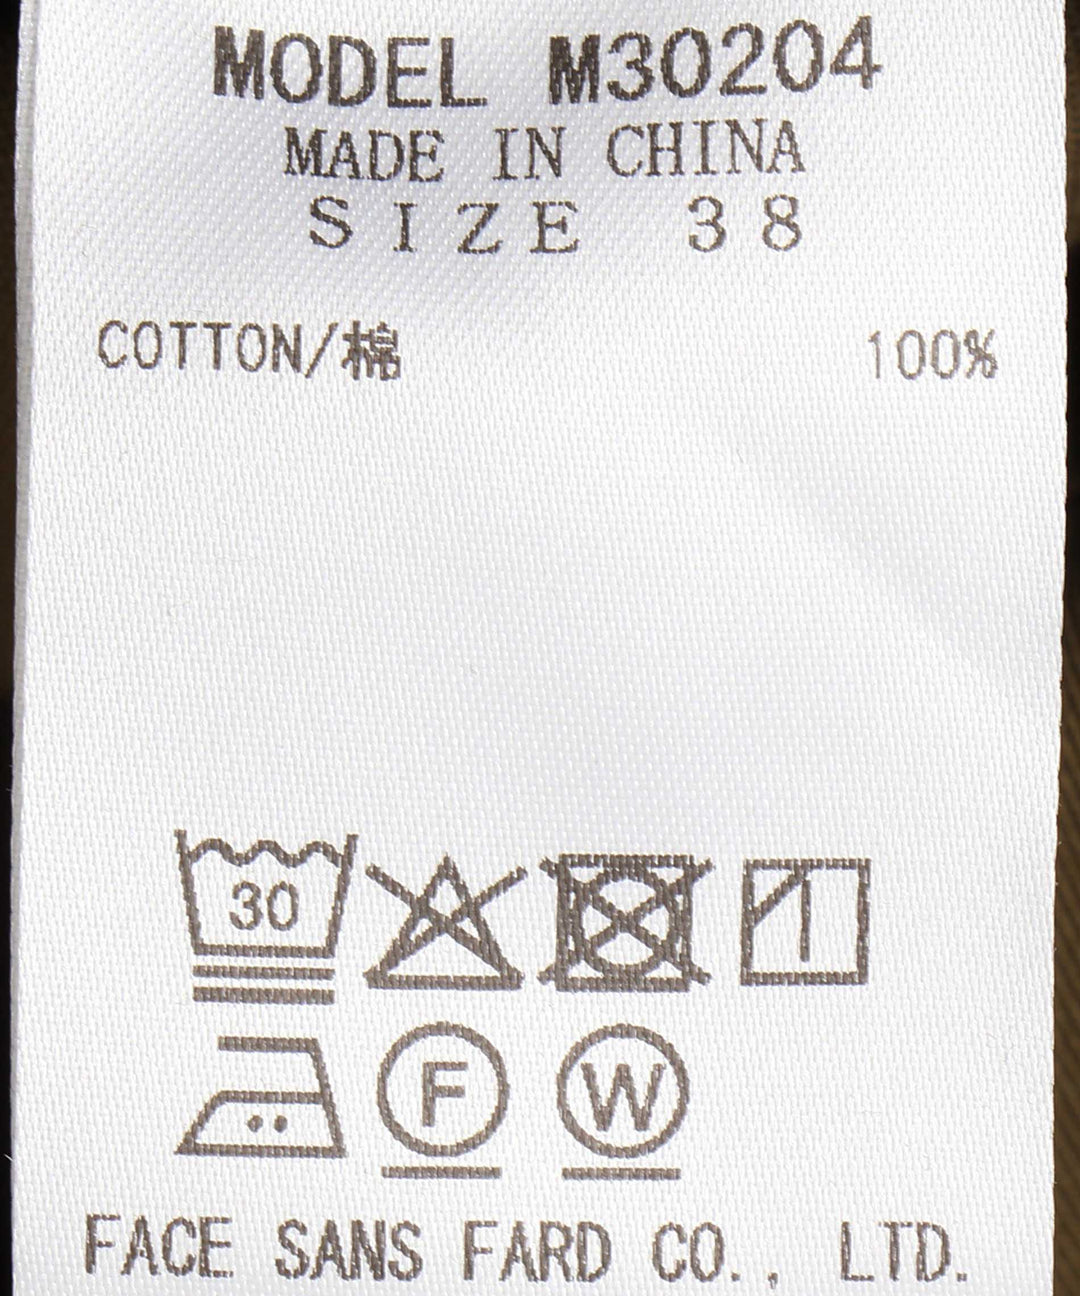 MODEL M30204
MADE IN CHINA
SIZE 38
COTTON/棉 100%
30
F W
FACE SANS FARD CO., LTD.